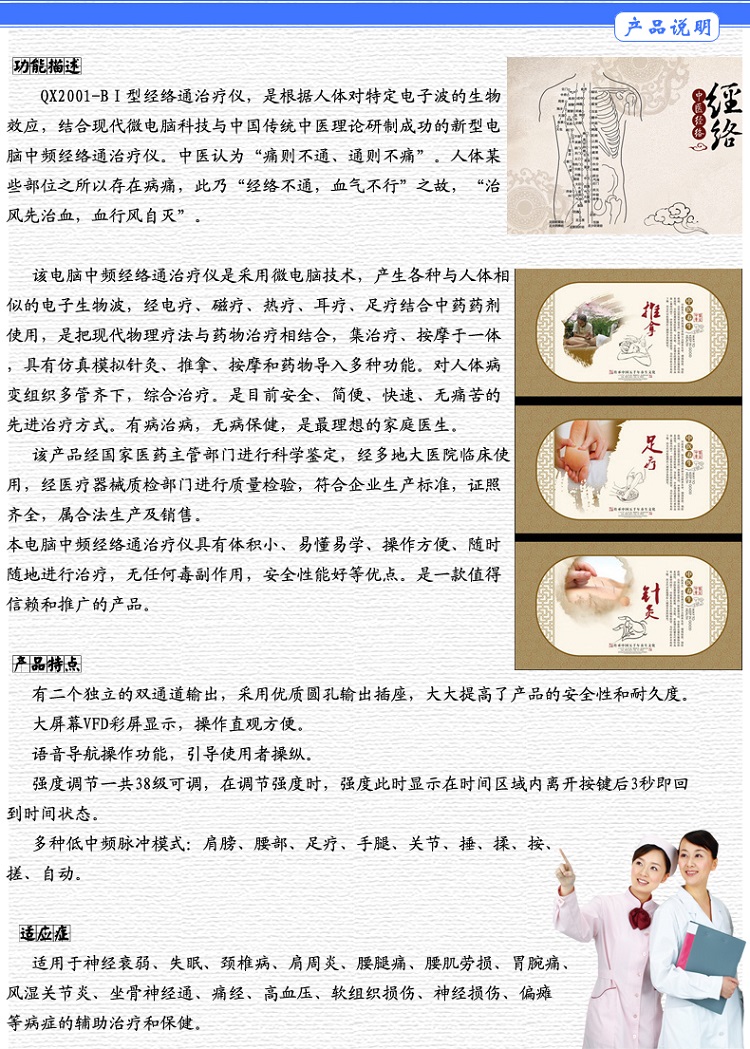 产品说明
功能描述
QX2001-BⅠ型经络通治疗仪，是根据人体对特定电子波的生物
效应，结合现代微电脑科技与中国传统中医理论研制成功的新型电
脑中频经络通治疗仪。中医认为“痛则不通、通则不痛”。人体某
些部位之所以存在病痛，此乃“经络不通，血气不行”之故，“治
风先治血，血行风自灭”。
經络
中医经络
该电脑中频经络通治疗仪是采用微电脑技术，产生各种与人体相
似的电子生物波，经电疗、磁疗、热疗、耳疗、足疗结合中药药剂
使用，是把现代物理疗法与药物治疗相结合，集治疗、按摩于一体
，具有仿真模拟针灸、推拿、按摩和药物导入多种功能。对人体病
变组织多管齐下，综合治疗。是目前安全、简便、快速、无痛苦的
先进治疗方式。有病治病，无病保健，是最理想的家庭医生。
该产品经国家医药主管部门进行科学鉴定，经多地大医院临床使
用，经医疗器械质检部门进行质量检验，符合企业生产标准，证照
齐全，属合法生产及销售。
本电脑中频经络通治疗仪具有体积小、易懂易学、操作方便、随时
随地进行治疗，无任何毒副作用，安全性能好等优点。是一款值得
信赖和推广的产品。
推拿
中医养生
足疗
中医养生
针灸
中医养生
产品特点
有二个独立的双通道输出，采用优质圆孔输出插座，大大提高了产品的安全性和耐久度。
大屏幕VFD彩屏显示，操作直观方便。
语音导航操作功能，引导使用者操纵。
强度调节一共38级可调，在调节强度时，强度此时显示在时间区域内离开按键后3秒即回
到时间状态。
多种低中频脉冲模式：肩膀、腰部、足疗、手腿、关节、捶、揉、按、
搓、自动。
适应症
适用于神经衰弱、失眠、颈椎病、肩周炎、腰腿痛、腰肌劳损、胃腕痛、
风湿关节炎、坐骨神经通、痛经、高血压、软组织损伤、神经损伤、偏瘫
等病症的辅助治疗和保健。